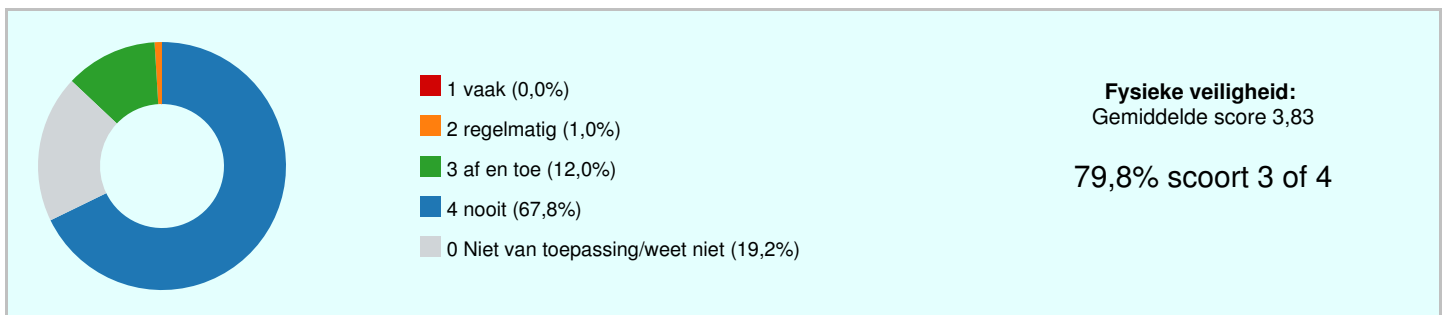 1 vaak (0,0%)
2 regelmatig (1,0%)
3 af en toe (12,0%)
4 nooit (67,8%)
0 Niet van toepassing/weet niet (19,2%)
Fysieke veiligheid:
Gemiddelde score 3,83
79,8% scoort 3 of 4